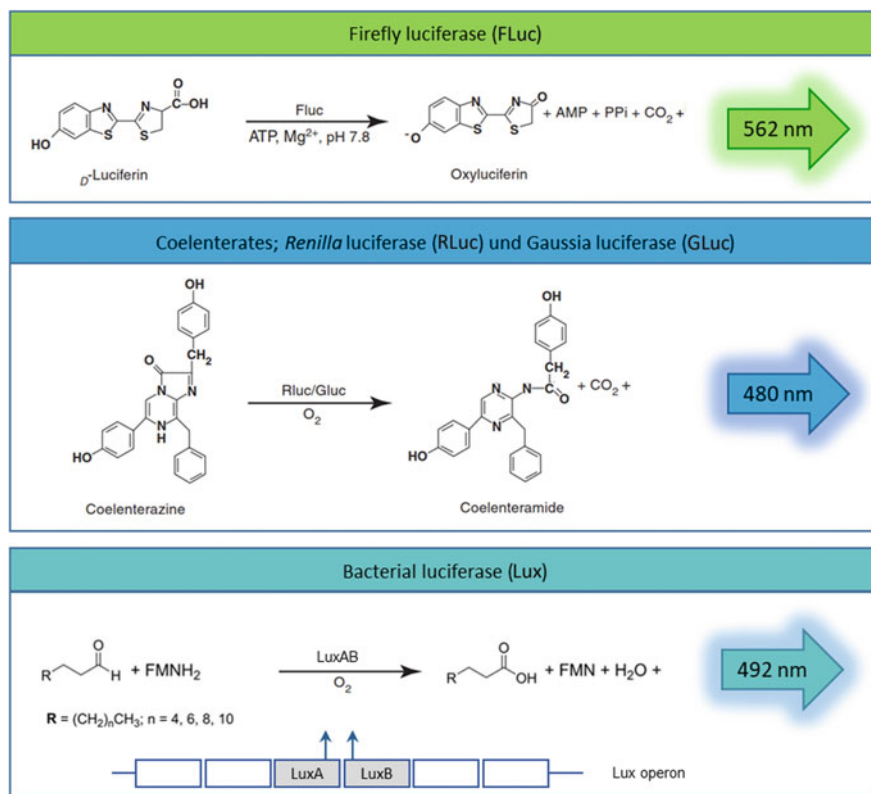 Firefly luciferase (FLuc)
N
S
HO
N
S
O
C
OH
D-Luciferin
Fluc
ATP, Mg²⁺, pH 7.8
N
S
⁻O
N
S
O
+ AMP + PPi + CO₂ +
Oxyluciferin
562 nm
Coelenterates; Renilla luciferase (RLuc) und Gaussia luciferase (GLuc)
OH
CH₂
O
N
N
N
H
HO
Coelenterazine
Rluc/Gluc
O₂
OH
CH₂
N
N
C
O
N
HO
+ CO₂ +
Coelenteramide
480 nm
Bacterial luciferase (Lux)
O
R
H
+ FMNH₂
LuxAB
O₂
O
R
OH
+ FMN + H₂O +
492 nm
R = (CH₂)ₙCH₃; n = 4, 6, 8, 10
LuxA
LuxB
Lux operon